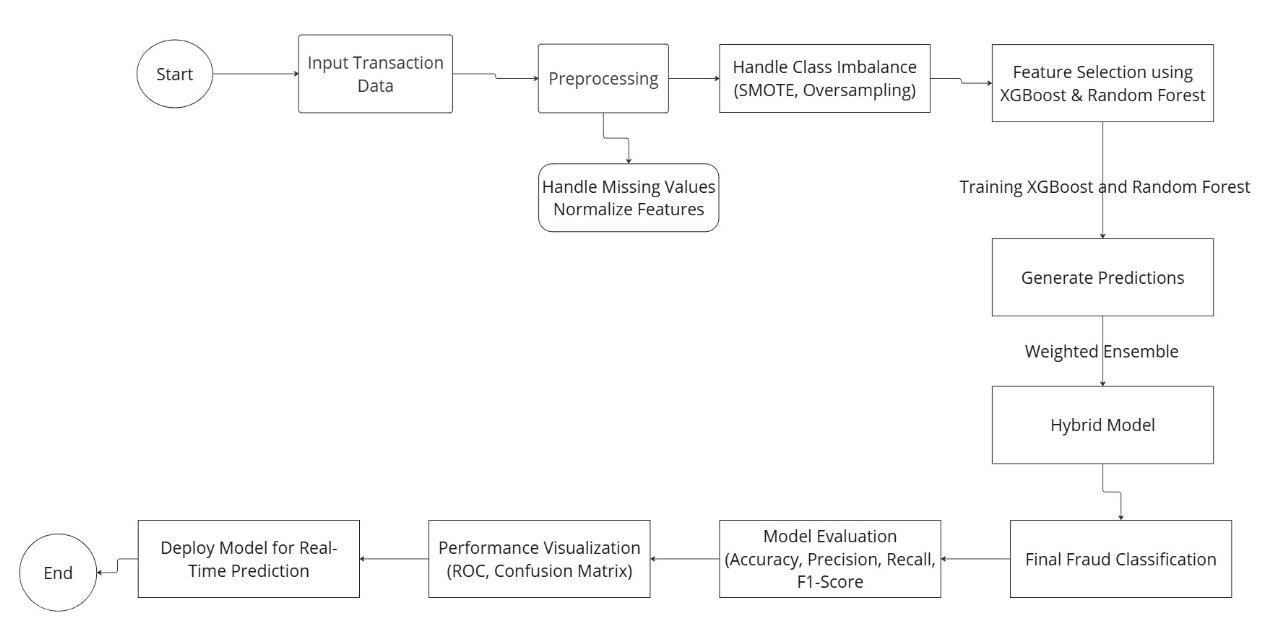 Start
Input Transaction
Data
Preprocessing
Handle Class Imbalance
(SMOTE, Oversampling)
Feature Selection using
XGBoost & Random Forest
Handle Missing Values
Normalize Features
Training XGBoost and Random Forest
Generate Predictions
Weighted Ensemble
Hybrid Model
Final Fraud Classification
Model Evaluation
(Accuracy, Precision, Recall,
F1-Score
Performance Visualization
(ROC, Confusion Matrix)
Deploy Model for Real-
Time Prediction
End